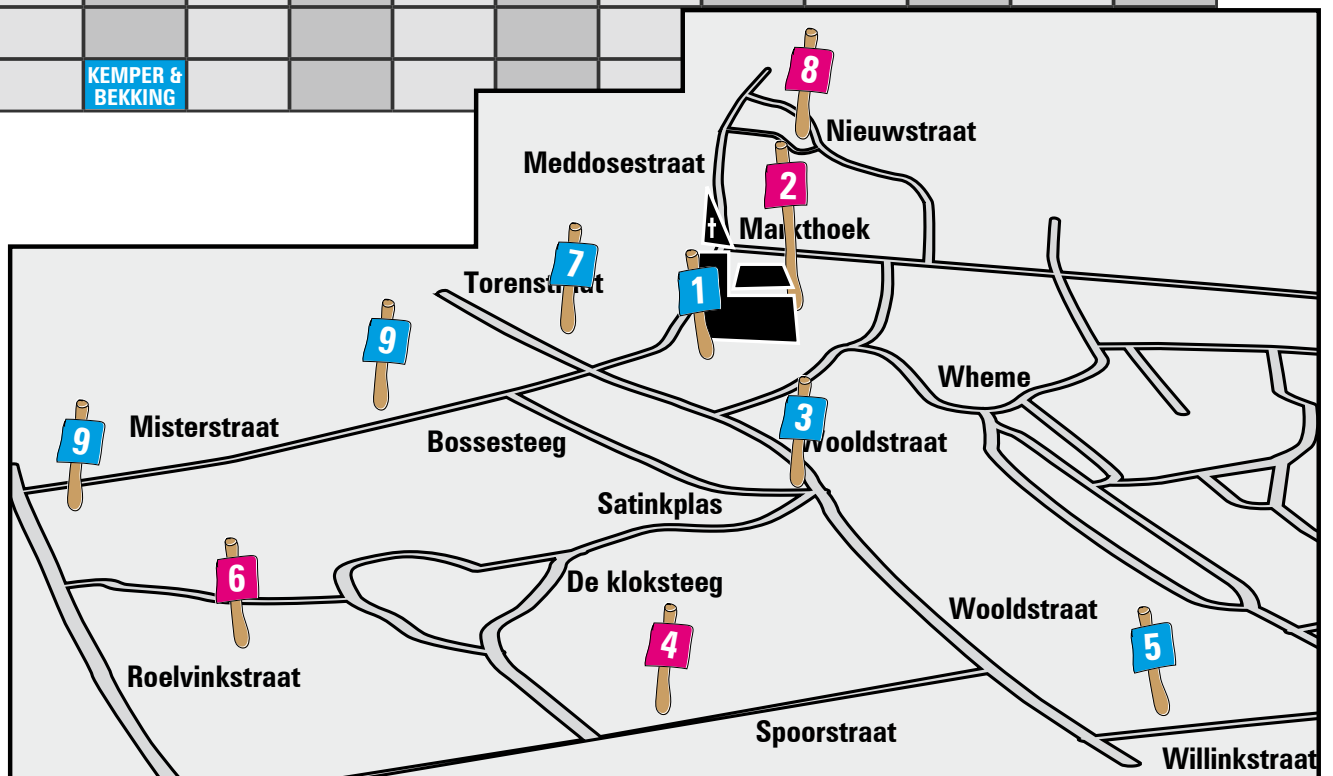 KEMPER &
BEKKING
8
Nieuwstraat
Meddosestraat
2
†
Markthoek
7
Torenstraat
1
9
Wheme
3
Misterstraat
9
Bossesteeg
Wooldstraat
Satinkplas
6
De kloksteeg
4
Wooldstraat
5
Roelvinkstraat
Spoorstraat
Willinkstraat